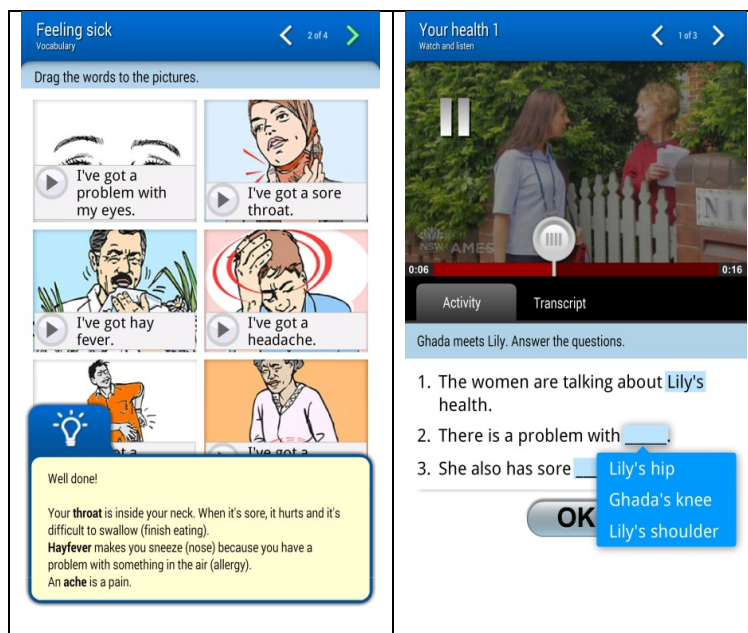 Feeling sick
Vocabulary
2 of 4
Drag the words to the pictures.
I've got a
problem with
my eyes.
I've got a sore
throat.
I've got hay
fever.
I've got a
headache.
I've got a
Well done!
Your throat is inside your neck. When it's sore, it hurts and it's
difficult to swallow (finish eating).
Hayfever makes you sneeze (nose) because you have a
problem with something in the air (allergy).
An ache is a pain.
Your health 1
Watch and listen
1 of 3
NSW AMES
0:06
0:16
Activity
Transcript
Ghada meets Lily. Answer the questions.
1. The women are talking about Lily's
health.
2. There is a problem with _____.
3. She also has sore
Lily's hip
Ghada's knee
Lily's shoulder
OK